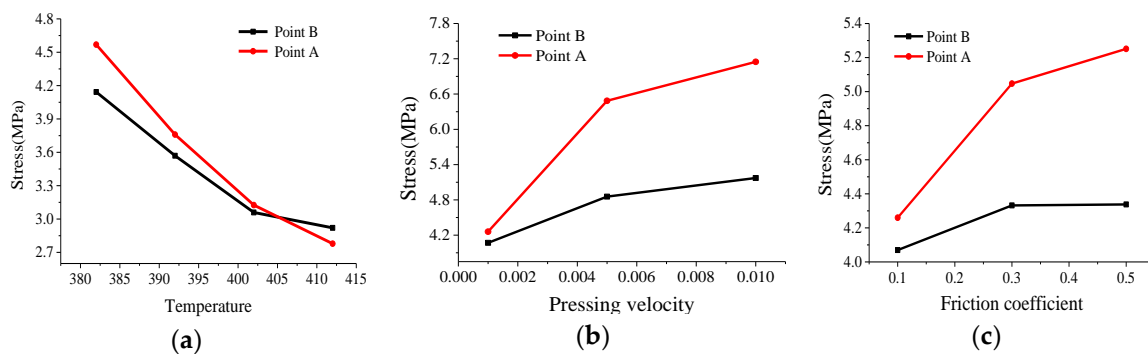 4.8
4.5
4.2
3.9
3.6
3.3
3.0
2.7
Stress(MPa)
Point B
Point A
380 385 390 395 400 405 410 415
Temperature
(a)
7.8
7.2
6.6
6.0
5.4
4.8
4.2
Stress(MPa)
Point B
Point A
0.000 0.002 0.004 0.006 0.008 0.010
Pressing velocity
(b)
5.4
5.2
5.0
4.8
4.6
4.4
4.2
4.0
Stress(MPa)
Point B
Point A
0.1 0.2 0.3 0.4 0.5
Friction coefficient
(c)